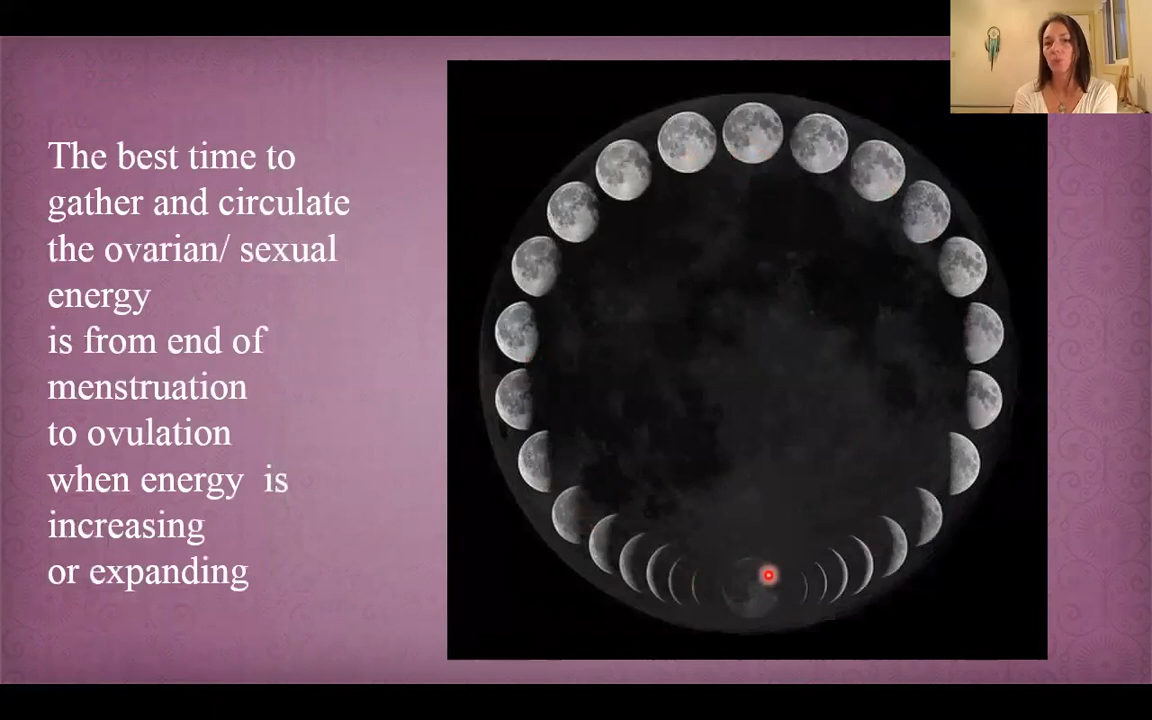 The best time to
gather and circulate
the ovarian/ sexual
energy
is from end of
menstruation
to ovulation
when energy  is
increasing
or expanding